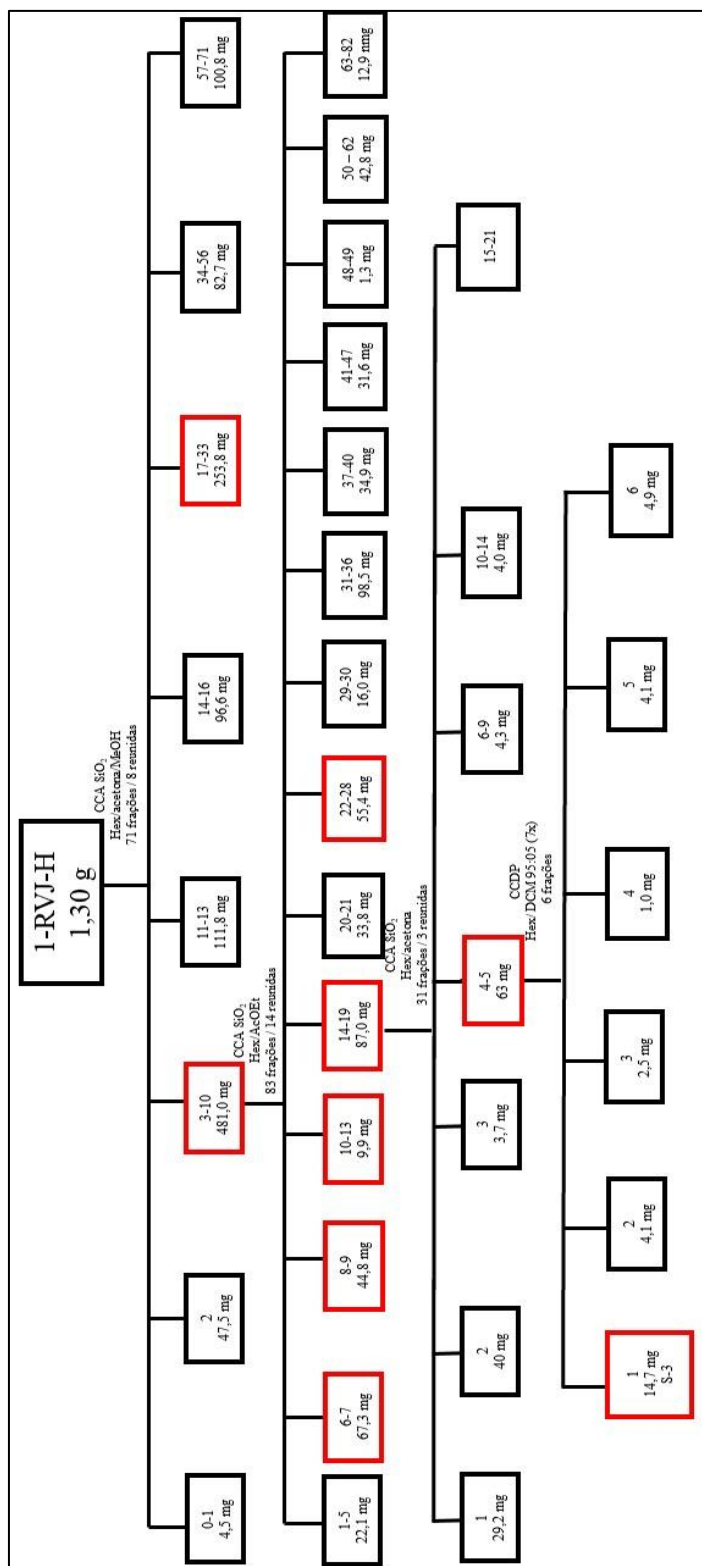 1-RVJ-H
1,30 g
CCA SiO₂
Hex/acetona/MeOH
71 frações / 8 reunidas
0-1
4,5 mg
2
47,5 mg
3-10
481,0 mg
11-13
111,8 mg
14-16
96,6 mg
17-33
253,8 mg
34-56
82,7 mg
57-71
100,8 mg
CCA SiO₂
Hex/AcOEt
83 frações / 14 reunidas
1-5
22,1 mg
6-7
67,3 mg
8-9
44,8 mg
10-13
9,9 mg
14-19
87,0 mg
20-21
33,8 mg
22-28
55,4 mg
29-30
16,0 mg
31-36
98,5 mg
37-40
34,9 mg
41-47
31,6 mg
48-49
1,3 mg
50 – 62
42,8 mg
63-82
12,9 nmg
CCA SiO₂
Hex/acetona
31 frações / 3 reunidas
1
29,2 mg
2
40 mg
3
3,7 mg
4-5
63 mg
6-9
4,3 mg
10-14
4,0 mg
15-21
CCDP
Hex/DCM 95:05 (7x)
6 frações
1
14,7 mg
S-3
2
4,1 mg
3
2,5 mg
4
1,0 mg
5
4,1 mg
6
4,9 mg